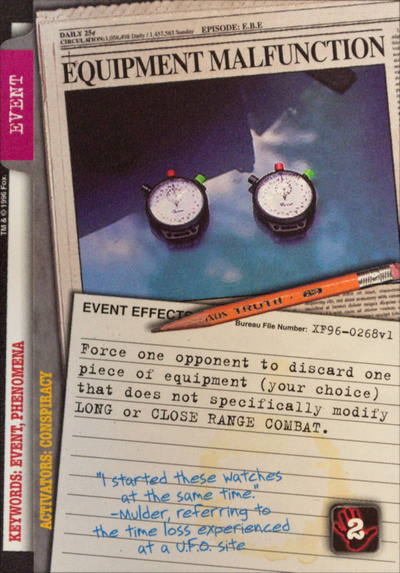 DAILY 25¢
CIRCULATION: 1,058,498 Daily / 1,457,583 Sunday
EPISODE: E.B.E
EQUIPMENT MALFUNCTION
EVENT
TM & © 1996 Fox.
KEYWORDS: EVENT, PHENOMENA
ACTIVATORS: CONSPIRACY
TRUTH
EVENT EFFECTS
Bureau File Number: XF96-0268v1
Force one opponent to discard one
piece of equipment (your choice)
that does not specifically modify
LONG or CLOSE RANGE COMBAT.
"I started these watches
at the same time."
-Mulder, referring to
the time loss experienced
at a U.F.O. site
2